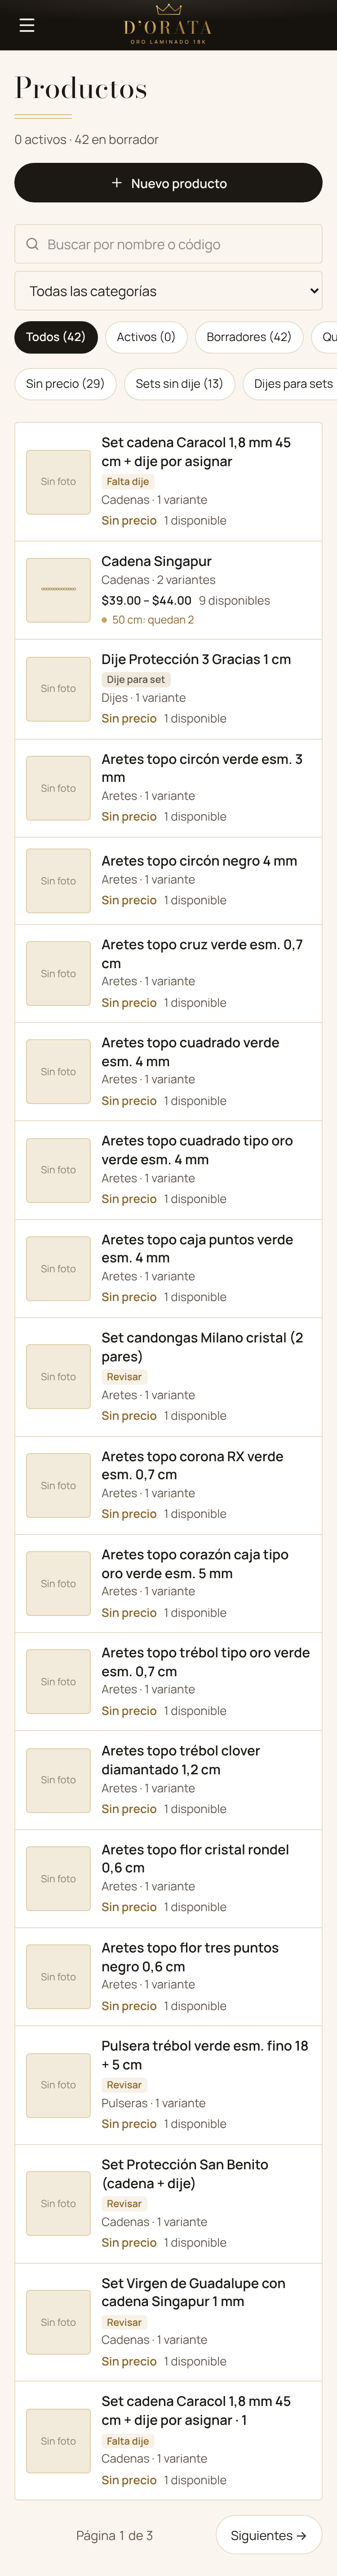 D'ORATA
ORO LAMINADO 18K
Productos
0 activos · 42 en borrador
+ Nuevo producto
Buscar por nombre o código
Todas las categorías
Todos (42) Activos (0) Borradores (42) Qu
Sin precio (29) Sets sin dije (13) Dijes para sets
Sin foto
Set cadena Caracol 1,8 mm 45
cm + dije por asignar
Falta dije
Cadenas · 1 variante
Sin precio 1 disponible
Cadena Singapur
Cadenas · 2 variantes
$39.00 – $44.00 9 disponibles
50 cm: quedan 2
Sin foto
Dije Protección 3 Gracias 1 cm
Dije para set
Dijes · 1 variante
Sin precio 1 disponible
Sin foto
Aretes topo circón verde esm. 3
mm
Aretes · 1 variante
Sin precio 1 disponible
Sin foto
Aretes topo circón negro 4 mm
Aretes · 1 variante
Sin precio 1 disponible
Sin foto
Aretes topo cruz verde esm. 0,7
cm
Aretes · 1 variante
Sin precio 1 disponible
Sin foto
Aretes topo cuadrado verde
esm. 4 mm
Aretes · 1 variante
Sin precio 1 disponible
Sin foto
Aretes topo cuadrado tipo oro
verde esm. 4 mm
Aretes · 1 variante
Sin precio 1 disponible
Sin foto
Aretes topo caja puntos verde
esm. 4 mm
Aretes · 1 variante
Sin precio 1 disponible
Sin foto
Set candongas Milano cristal (2
pares)
Revisar
Aretes · 1 variante
Sin precio 1 disponible
Sin foto
Aretes topo corona RX verde
esm. 0,7 cm
Aretes · 1 variante
Sin precio 1 disponible
Sin foto
Aretes topo corazón caja tipo
oro verde esm. 5 mm
Aretes · 1 variante
Sin precio 1 disponible
Sin foto
Aretes topo trébol tipo oro verde
esm. 0,7 cm
Aretes · 1 variante
Sin precio 1 disponible
Sin foto
Aretes topo trébol clover
diamantado 1,2 cm
Aretes · 1 variante
Sin precio 1 disponible
Sin foto
Aretes topo flor cristal rondel
0,6 cm
Aretes · 1 variante
Sin precio 1 disponible
Sin foto
Aretes topo flor tres puntos
negro 0,6 cm
Aretes · 1 variante
Sin precio 1 disponible
Sin foto
Pulsera trébol verde esm. fino 18
+ 5 cm
Revisar
Pulseras · 1 variante
Sin precio 1 disponible
Sin foto
Set Protección San Benito
(cadena + dije)
Revisar
Cadenas · 1 variante
Sin precio 1 disponible
Sin foto
Set Virgen de Guadalupe con
cadena Singapur 1 mm
Revisar
Cadenas · 1 variante
Sin precio 1 disponible
Sin foto
Set cadena Caracol 1,8 mm 45
cm + dije por asignar · 1
Falta dije
Cadenas · 1 variante
Sin precio 1 disponible
Página 1 de 3
Siguientes →